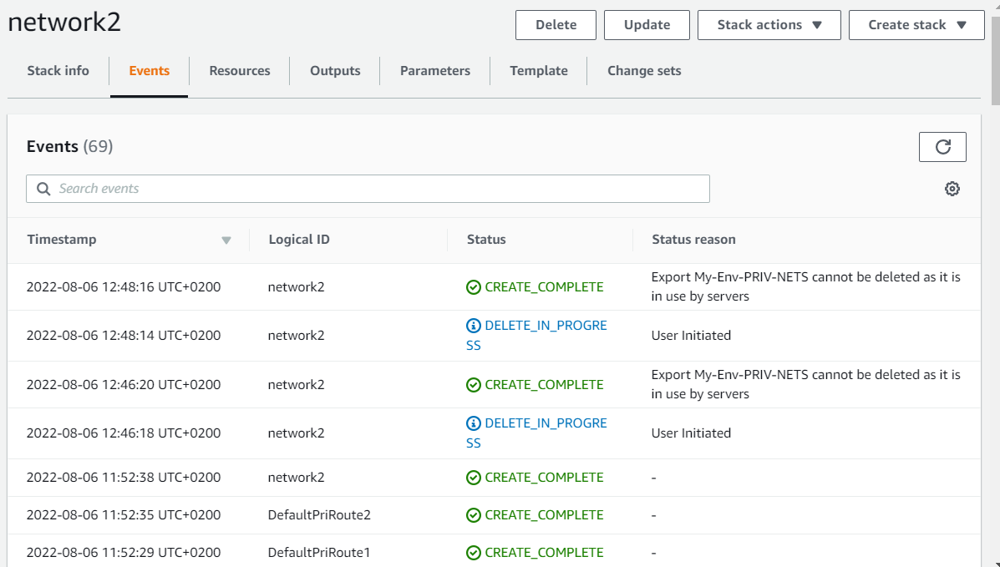 network2
Delete
Update
Stack actions
Create stack
Stack info
Events
Resources
Outputs
Parameters
Template
Change sets
Events (69)
Search events
Timestamp
Logical ID
Status
Status reason
2022-08-06 12:48:16 UTC+0200
network2
CREATE_COMPLETE
Export My-Env-PRIV-NETS cannot be deleted as it is
in use by servers
2022-08-06 12:48:14 UTC+0200
network2
DELETE_IN_PROGRE
SS
User Initiated
2022-08-06 12:46:20 UTC+0200
network2
CREATE_COMPLETE
Export My-Env-PRIV-NETS cannot be deleted as it is
in use by servers
2022-08-06 12:46:18 UTC+0200
network2
DELETE_IN_PROGRE
SS
User Initiated
2022-08-06 11:52:38 UTC+0200
network2
CREATE_COMPLETE
-
2022-08-06 11:52:35 UTC+0200
DefaultPriRoute2
CREATE_COMPLETE
-
2022-08-06 11:52:29 UTC+0200
DefaultPriRoute1
CREATE_COMPLETE
-